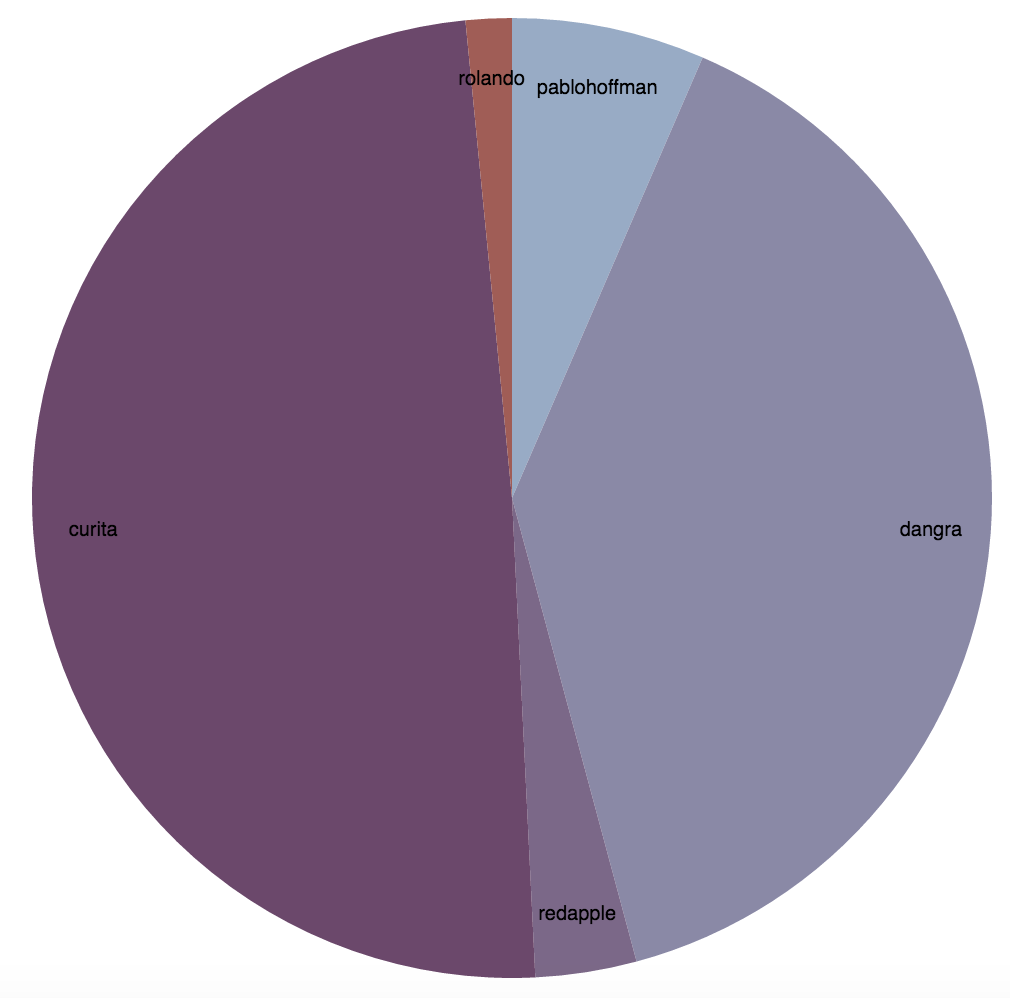 rolando
pablohoffman
curita
dangra
redapple